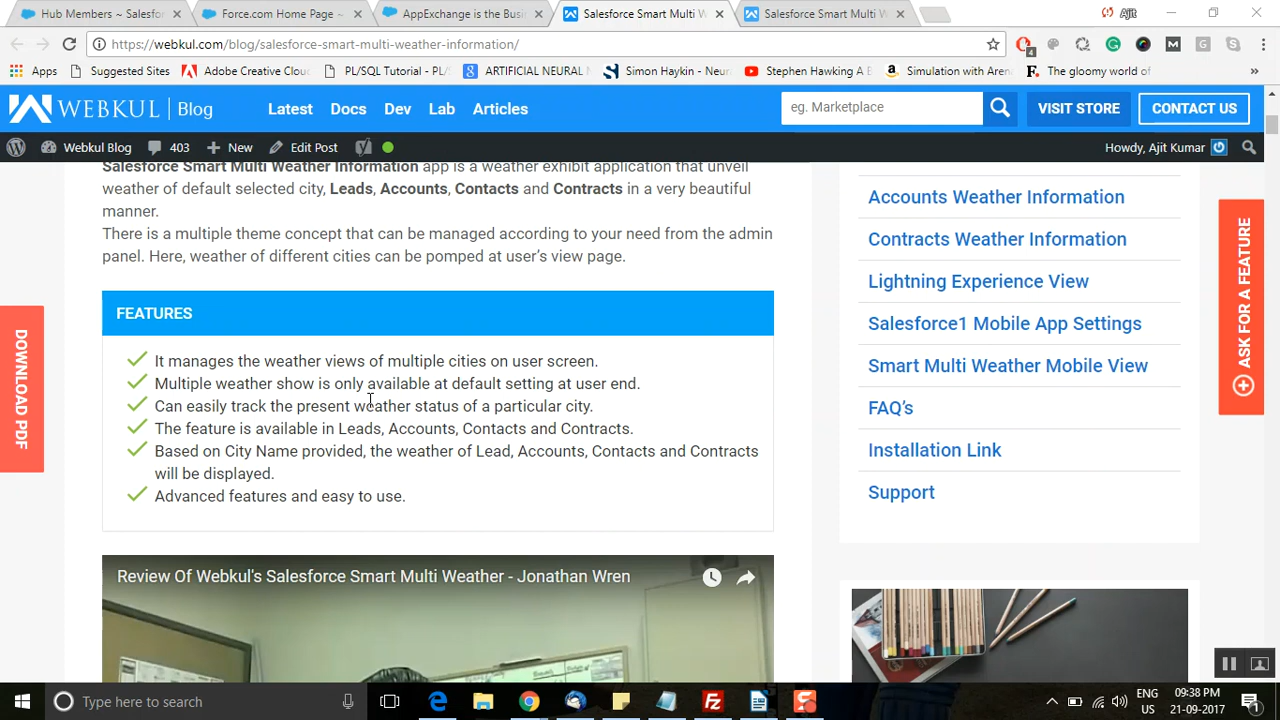 Hub Members ~ Salesfo
Force.com Home Page ~
AppExchange is the Busi
Salesforce Smart Multi W
Salesforce Smart Multi W
Ajit
https://webkul.com/blog/salesforce-smart-multi-weather-information/
4
Apps
Suggested Sites
Adobe Creative Clou
PL/SQL Tutorial - PL/S
ARTIFICIAL NEURAL N
Simon Haykin - Neur
Stephen Hawking A B
Simulation with Aren
The gloomy world of
»
WEBKUL | Blog
Latest
Docs
Dev
Lab
Articles
eg. Marketplace
VISIT STORE
CONTACT US
Webkul Blog
403
New
Edit Post
Howdy, Ajit Kumar
Salesforce Smart Multi Weather Information app is a weather exhibit application that unveil
weather of default selected city, Leads, Accounts, Contacts and Contracts in a very beautiful
manner.
There is a multiple theme concept that can be managed according to your need from the admin
panel. Here, weather of different cities can be pomped at user's view page.
FEATURES
It manages the weather views of multiple cities on user screen.
Multiple weather show is only available at default setting at user end.
Can easily track the present weather status of a particular city.
The feature is available in Leads, Accounts, Contacts and Contracts.
Based on City Name provided, the weather of Lead, Accounts, Contacts and Contracts
will be displayed.
Advanced features and easy to use.
Review Of Webkul's Salesforce Smart Multi Weather - Jonathan Wren
Accounts Weather Information
Contracts Weather Information
Lightning Experience View
Salesforce1 Mobile App Settings
Smart Multi Weather Mobile View
FAQ's
Installation Link
Support
DOWNLOAD PDF
ASK FOR A FEATURE
Type here to search
ENG
US
09:38 PM
21-09-2017
1